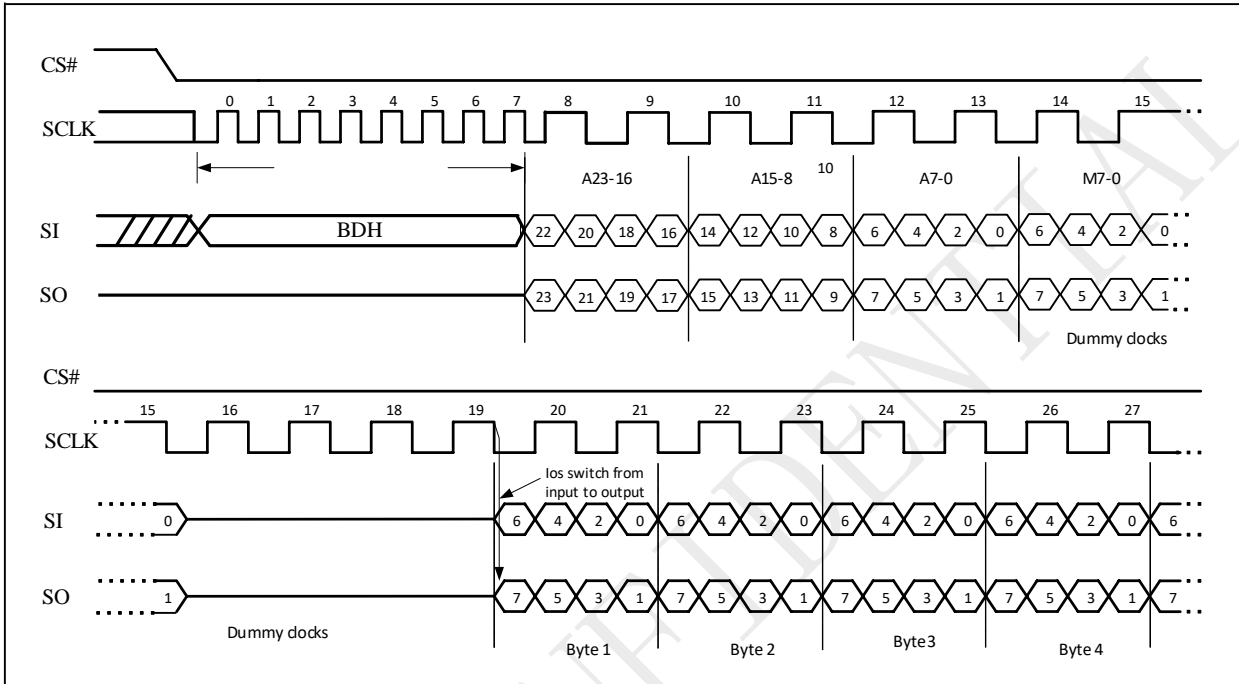 CS#
0 1 2 3 4 5 6 7 8 9 10 11 12 13 14 15
SCLK
A23-16 A15-8 10 A7-0 M7-0
SI BDH 22 20 18 16 14 12 10 8 6 4 2 0 6 4 2 0
SO 23 21 19 17 15 13 11 9 7 5 3 1 7 5 3 1
Dummy clocks
CS#
15 16 17 18 19 20 21 22 23 24 25 26 27
SCLK
Ios switch from
input to output
SI 0 6 4 2 0 6 4 2 0 6 4 2 0 6 4 2 0 6
SO 1 7 5 3 1 7 5 3 1 7 5 3 1 7 5 3 1 7
Dummy clocks Byte 1 Byte 2 Byte 3 Byte 4